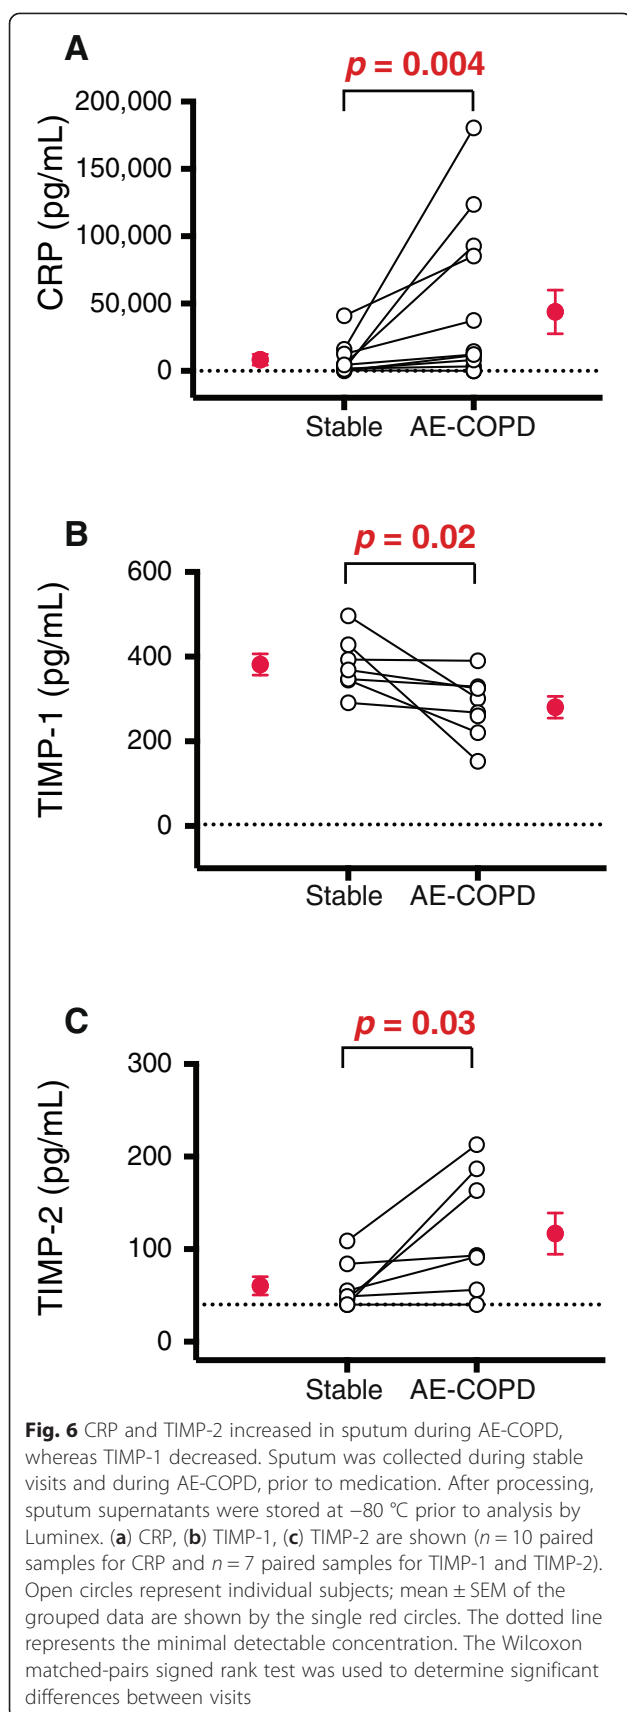 A
p = 0.004
CRP (pg/mL)
200,000
150,000
100,000
50,000
0
Stable AE-COPD
B
p = 0.02
TIMP-1 (pg/mL)
600
400
200
0
Stable AE-COPD
C
p = 0.03
TIMP-2 (pg/mL)
300
200
100
0
Stable AE-COPD
Fig. 6 CRP and TIMP-2 increased in sputum during AE-COPD,
whereas TIMP-1 decreased. Sputum was collected during stable
visits and during AE-COPD, prior to medication. After processing,
sputum supernatants were stored at −80 °C prior to analysis by
Luminex. (a) CRP, (b) TIMP-1, (c) TIMP-2 are shown (n = 10 paired
samples for CRP and n = 7 paired samples for TIMP-1 and TIMP-2).
Open circles represent individual subjects; mean ± SEM of the
grouped data are shown by the single red circles. The dotted line
represents the minimal detectable concentration. The Wilcoxon
matched-pairs signed rank test was used to determine significant
differences between visits